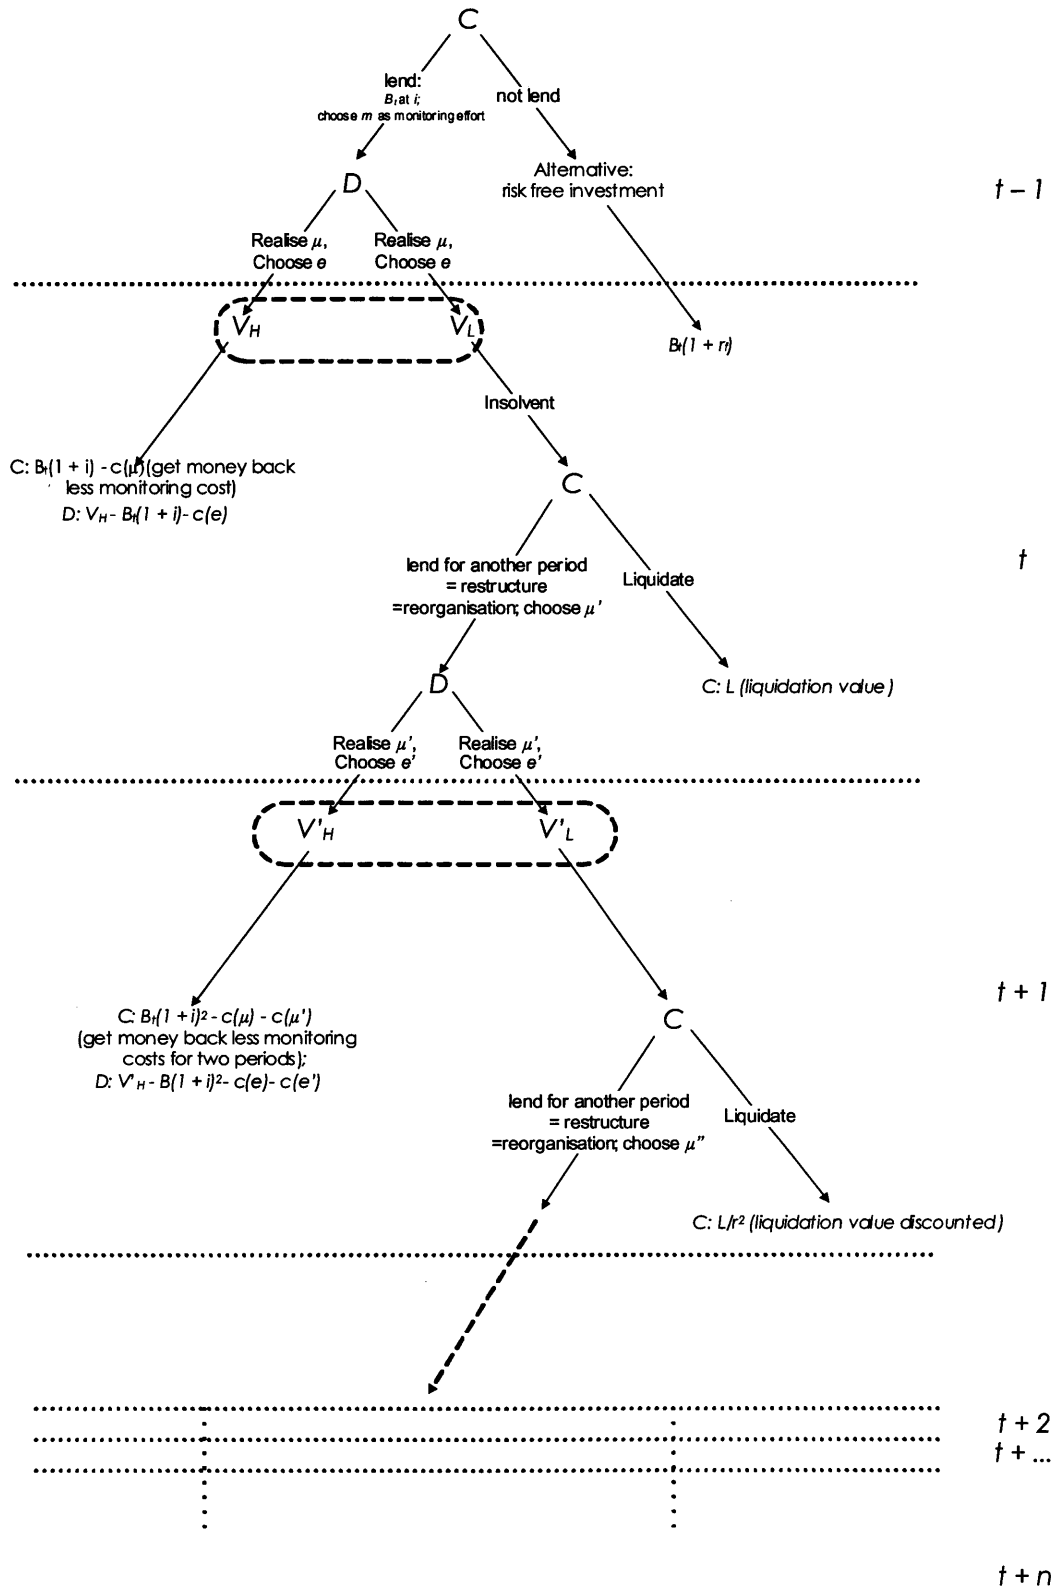 C
lend:
Bt at i;
choose m as monitoring effort
not lend
D
Alternative:
risk free investment
t – 1
Realise μ,
Choose e
Realise μ,
Choose e
VH
VL
Bt(1 + rf)
Insolvent
C: Bt(1 + i) - c(μ) (get money back
less monitoring cost)
D: VH - Bt(1 + i) - c(e)
C
t
lend for another period
= restructure
=reorganisation; choose μ'
Liquidate
D
C: L (liquidation value)
Realise μ',
Choose e'
Realise μ',
Choose e'
V'H
V'L
t + 1
C: Bt(1 + i)² - c(μ) - c(μ')
(get money back less monitoring
costs for two periods);
D: V'H - B(1 + i)² - c(e) - c(e')
C
lend for another period
= restructure
=reorganisation; choose μ"
Liquidate
C: L/r² (liquidation value discounted)
t + 2
t + ...
t + n